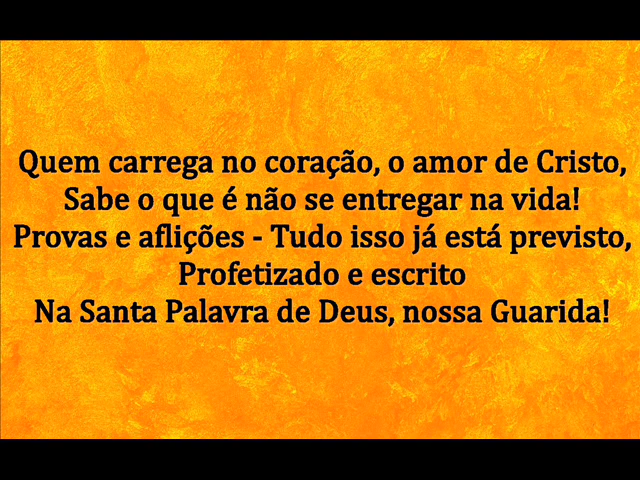 Quem carrega no coração, o amor de Cristo,
Sabe o que é não se entregar na vida!
Provas e aflições - Tudo isso já está previsto,
Profetizado e escrito
Na Santa Palavra de Deus, nossa Guarida!